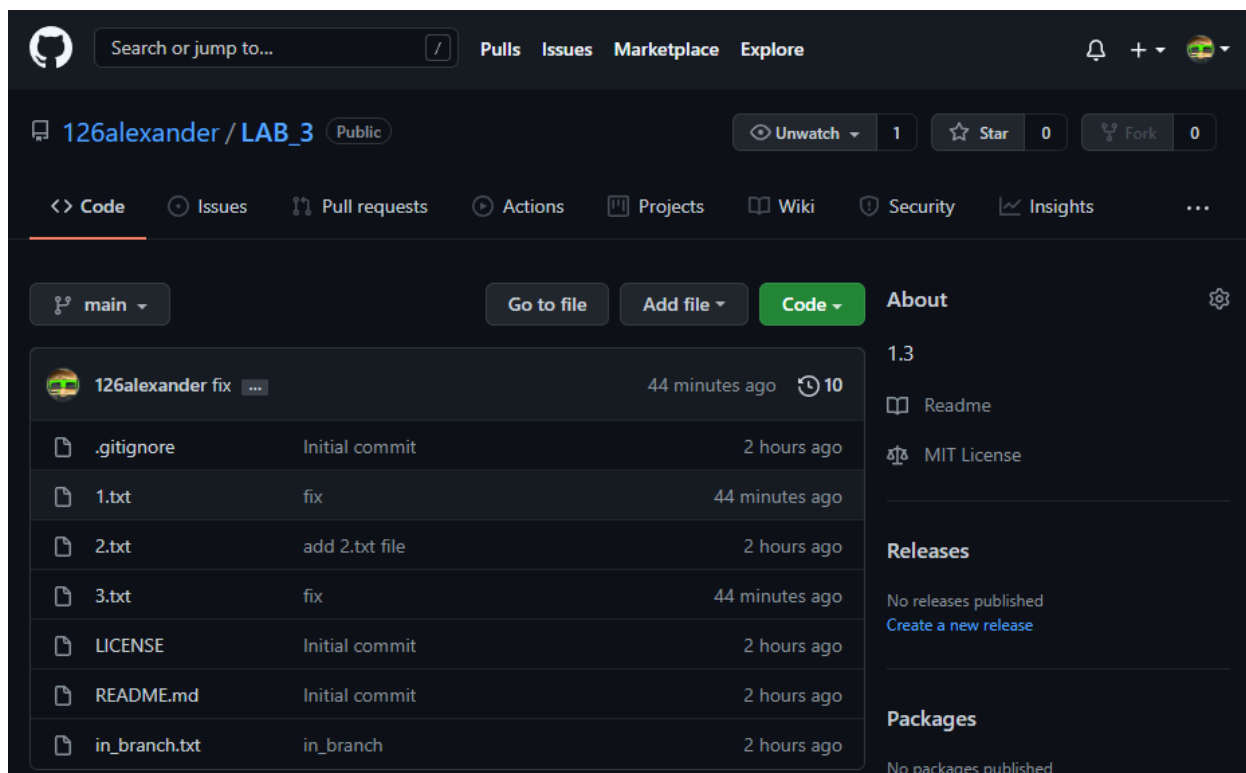 Search or jump to... / Pulls Issues Marketplace Explore
126alexander / LAB_3 Public Unwatch 1 Star 0 Fork 0
Code Issues Pull requests Actions Projects Wiki Security Insights ...
main Go to file Add file Code
126alexander fix ... 44 minutes ago 10
.gitignore Initial commit 2 hours ago
1.txt fix 44 minutes ago
2.txt add 2.txt file 2 hours ago
3.txt fix 44 minutes ago
LICENSE Initial commit 2 hours ago
README.md Initial commit 2 hours ago
in_branch.txt in_branch 2 hours ago
About
1.3
Readme
MIT License
Releases
No releases published
Create a new release
Packages
No packages published